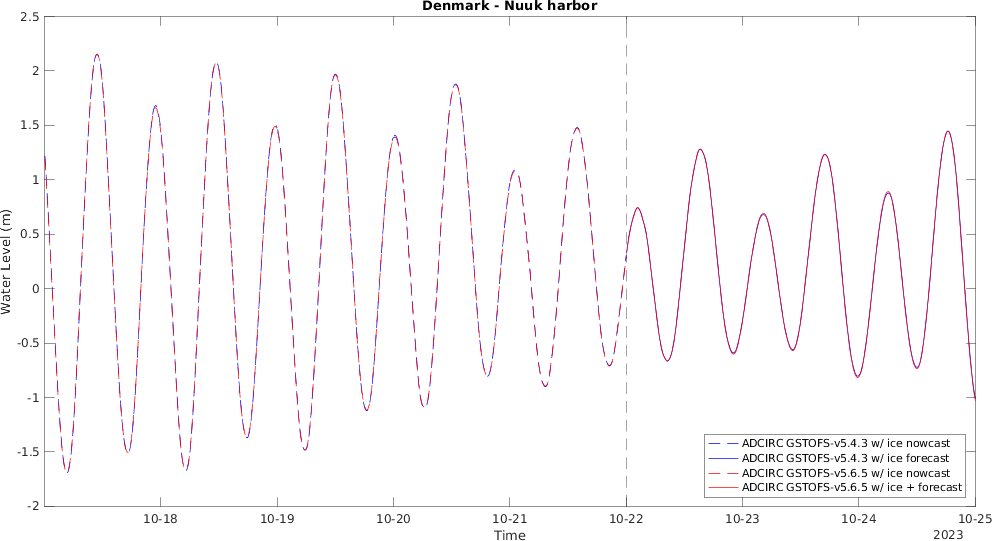 Denmark - Nuuk harbor
2.5
2
1.5
1
0.5
0
-0.5
-1
-1.5
-2
Water Level (m)
10-18 10-19 10-20 10-21 10-22 10-23 10-24 10-25
Time
2023
ADCIRC GSTOFS-v5.4.3 w/ ice nowcast
ADCIRC GSTOFS-v5.4.3 w/ ice forecast
ADCIRC GSTOFS-v5.6.5 w/ ice nowcast
ADCIRC GSTOFS-v5.6.5 w/ ice + forecast